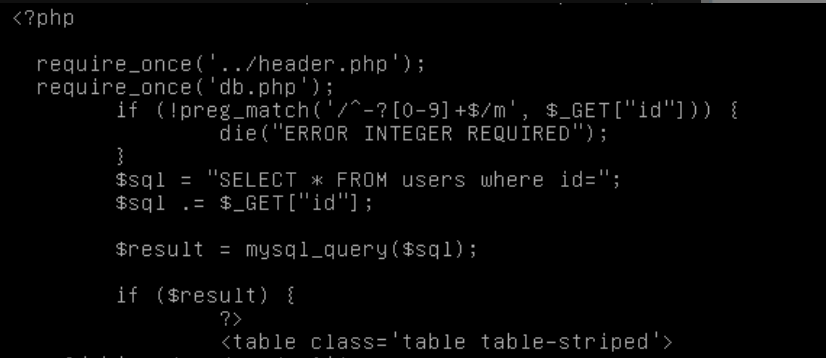 <?php
require_once('../header.php');
require_once('db.php');
if (!preg_match('/^-?[0-9]+$/m', $_GET["id"])) {
die("ERROR INTEGER REQUIRED");
}
$sql = "SELECT * FROM users where id=";
$sql .= $_GET["id"];
$result = mysql_query($sql);
if ($result) {
?>
<table class='table table-striped'>